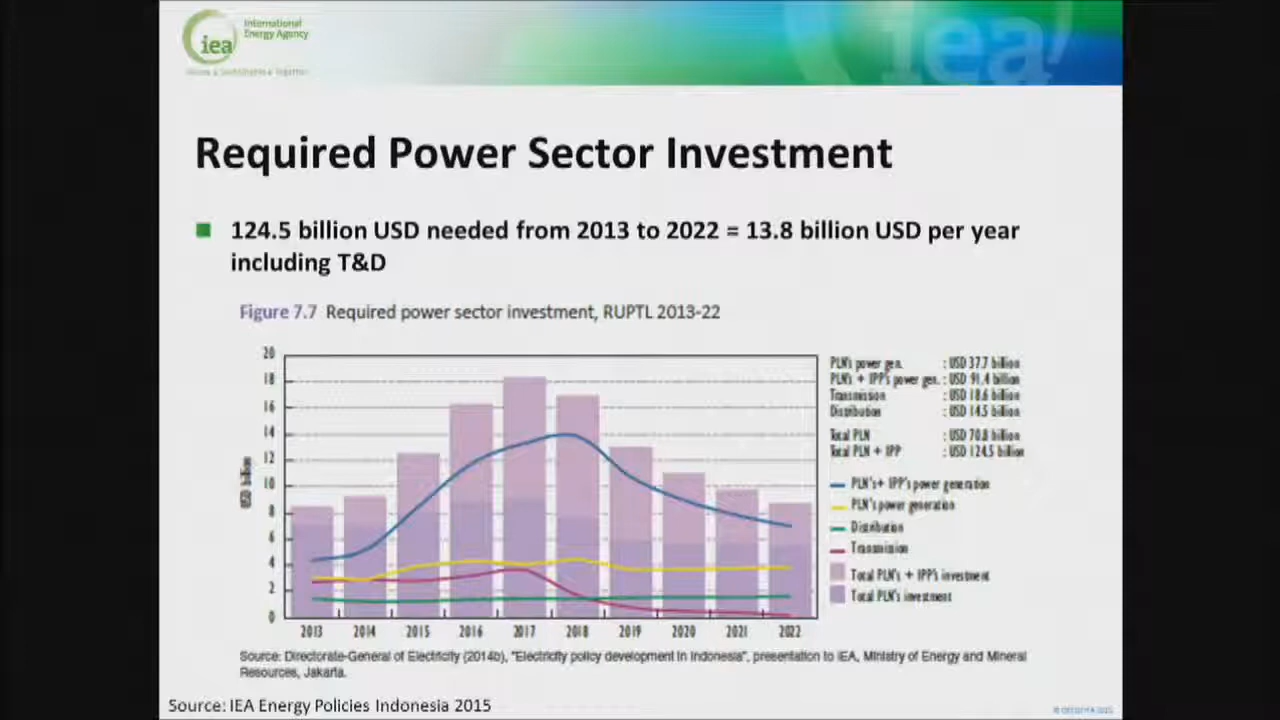 iea
International
Energy Agency
iea
Required Power Sector Investment
124.5 billion USD needed from 2013 to 2022 = 13.8 billion USD per year
including T&D
Figure 7.7 Required power sector investment, RUPTL 2013-22
20
18
16
14
12
10
8
6
4
2
0
USD billion
2013 2014 2015 2016 2017 2018 2019 2020 2021 2022
PLN's power gen. : USD 37.7 billion
PLN's + IPP's power gen. : USD 91.4 billion
Transmission : USD 18.6 billion
Distribution : USD 14.5 billion
Total PLN : USD 70.8 billion
Total PLN + IPP : USD 124.5 billion
PLN's+ IPP's power generation
PLN's power generation
Distribution
Transmission
Total PLN's + IPP's investment
Total PLN's investment
Source: Directorate-General of Electricity (2014b), "Electricity policy development in Indonesia", presentation to IEA, Ministry of Energy and Mineral
Resources, Jakarta.
Source: IEA Energy Policies Indonesia 2015